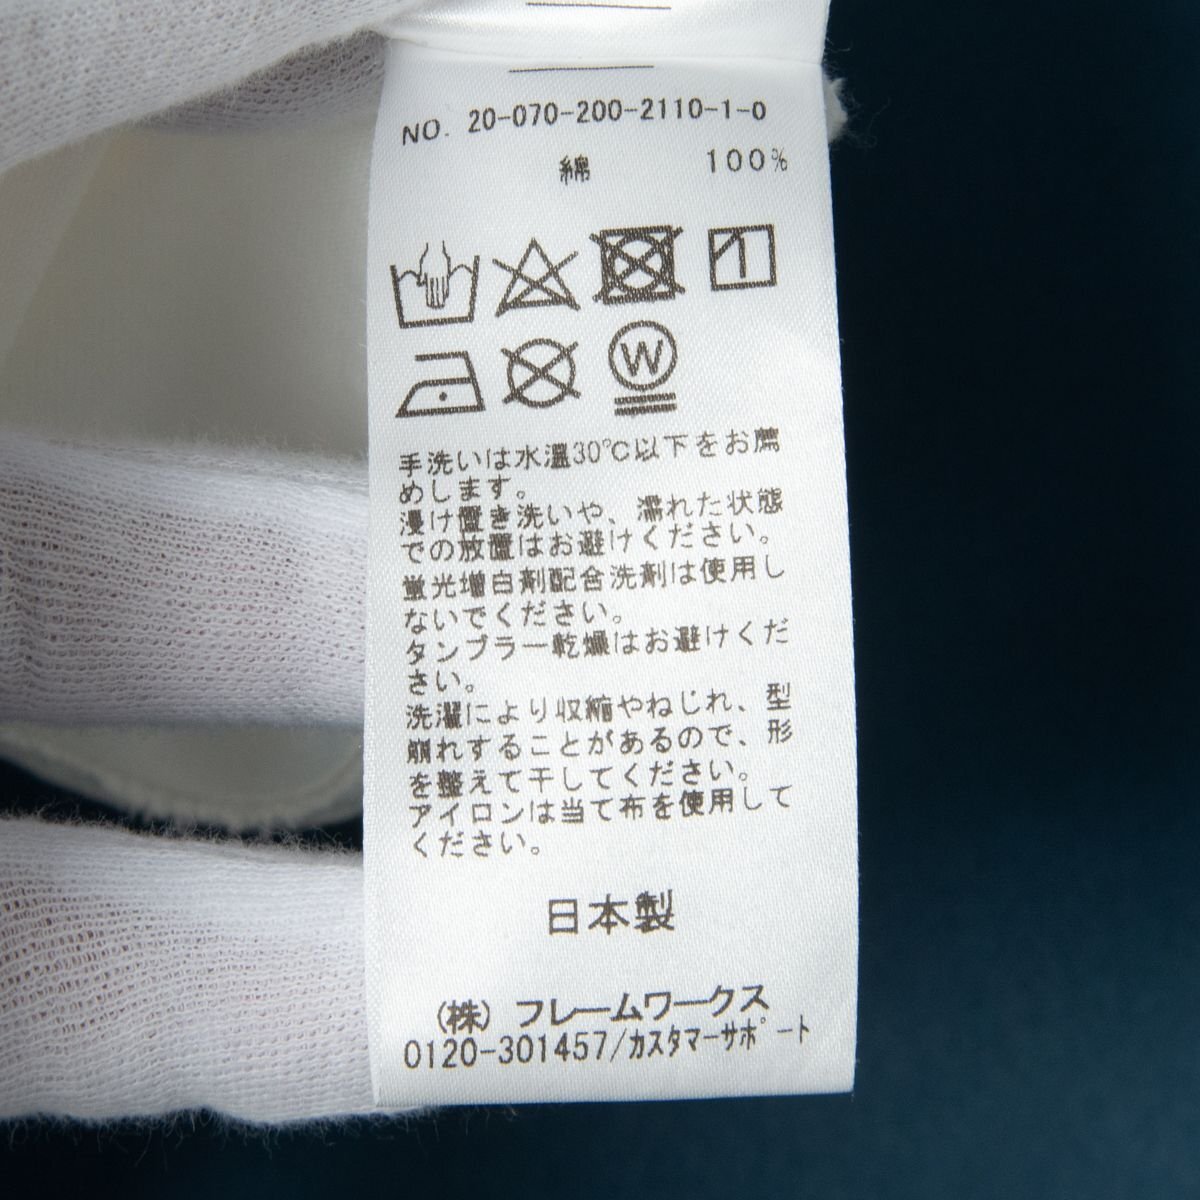 NO. 20-070-200-2110-1-0
綿 100%
W
手洗いは水温30℃以下をお薦
めします。
浸け置き洗いや、濡れた状態
での放置はお避けください。
蛍光増白剤配合洗剤は使用し
ないでください。
タンブラー乾燥はお避けくだ
さい。
洗濯により収縮やねじれ、型
崩れすることがあるので、形
を整えて干してください。
アイロンは当て布を使用して
ください。
日本製
(株) フレームワークス
0120-301457/カスタマーサポート